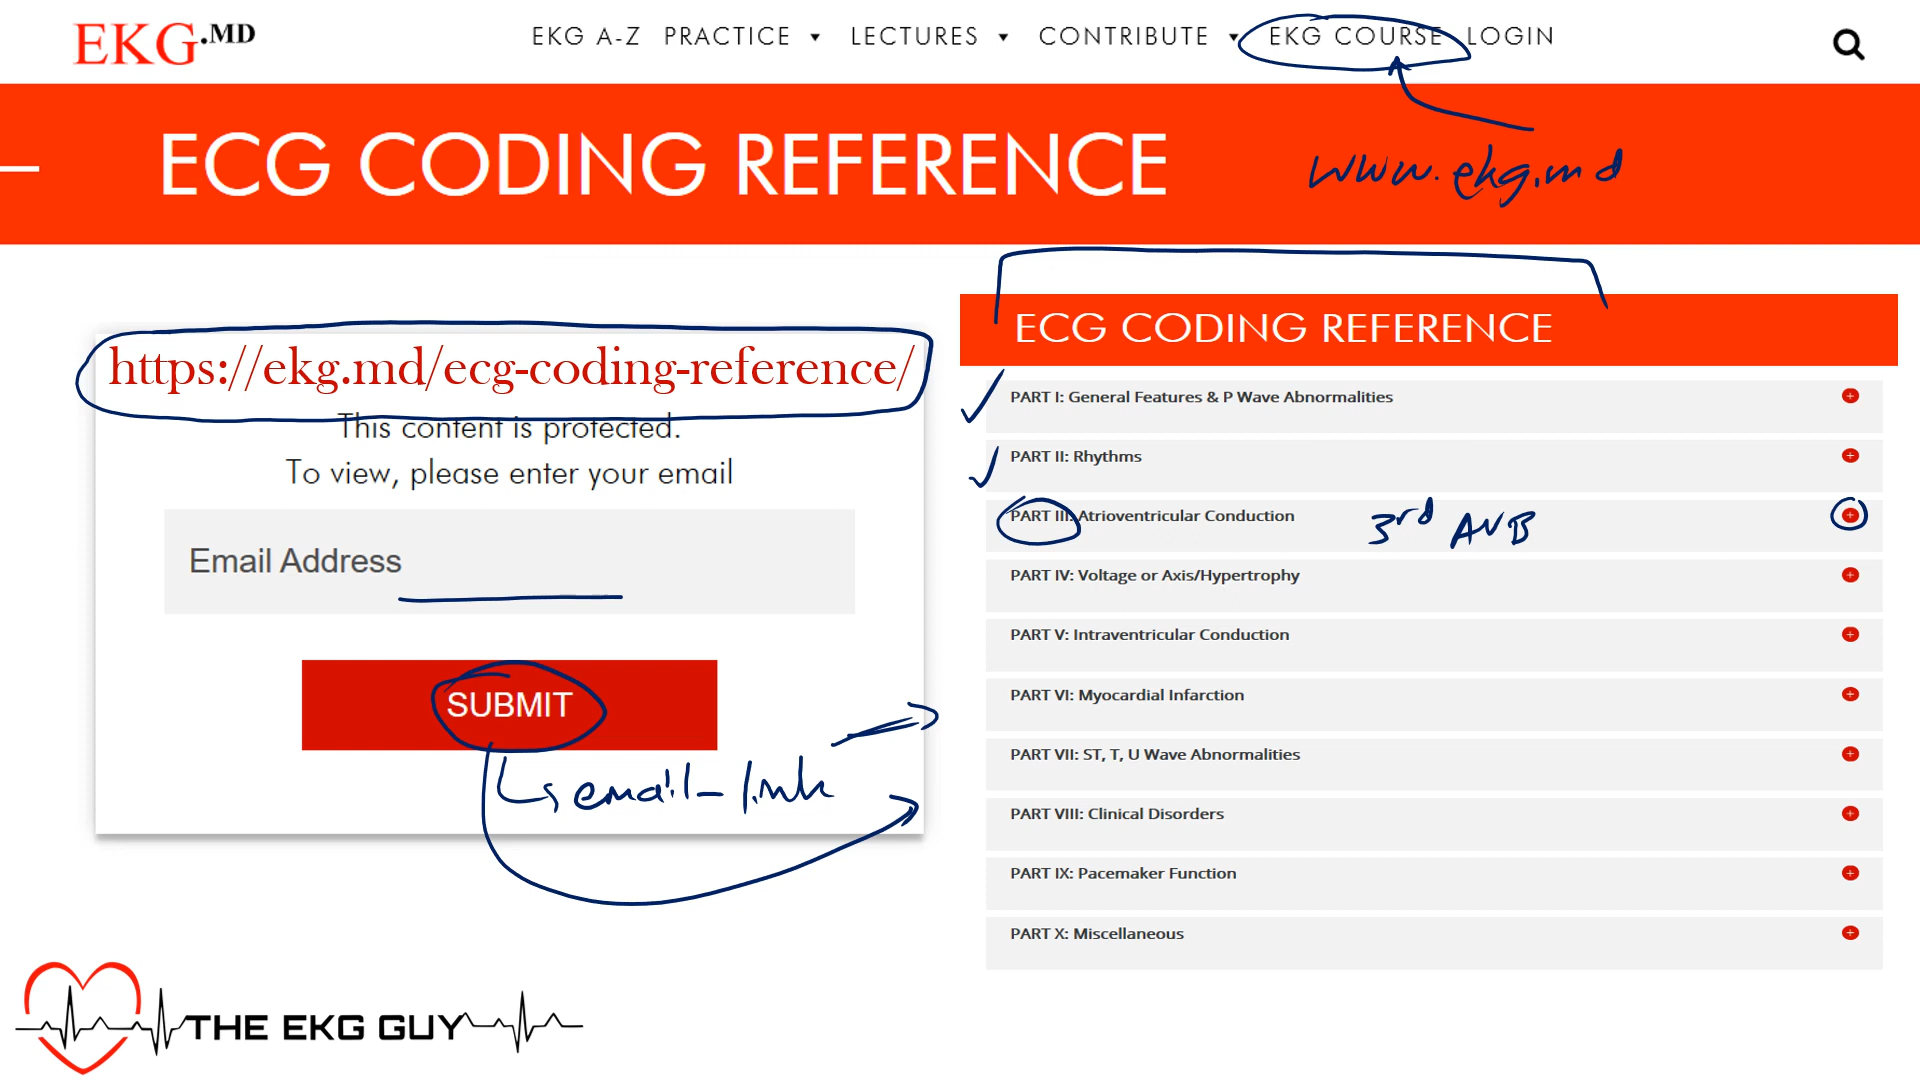 EKG.MD
EKG A-Z PRACTICE LECTURES CONTRIBUTE EKG COURSE LOGIN
ECG CODING REFERENCE
www.ekg.md
https://ekg.md/ecg-coding-reference/
This content is protected.
To view, please enter your email
Email Address
SUBMIT
email-link
ECG CODING REFERENCE
PART I: General Features & P Wave Abnormalities
PART II: Rhythms
PART III: Atrioventricular Conduction
3rd AVB
PART IV: Voltage or Axis/Hypertrophy
PART V: Intraventricular Conduction
PART VI: Myocardial Infarction
PART VII: ST, T, U Wave Abnormalities
PART VIII: Clinical Disorders
PART IX: Pacemaker Function
PART X: Miscellaneous
THE EKG GUY